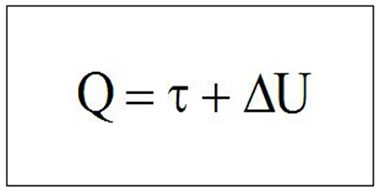 Q = τ + ΔU